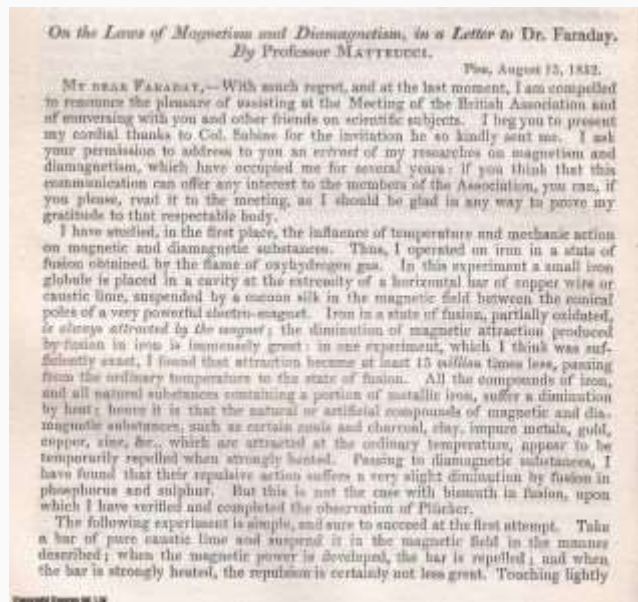 On the Laws of Magnetism and Diamagnetism, in a Letter to Dr. Faraday.
By Professor MATTEUCCI.
Pisa, August 13, 1852.
MY DEAR FARADAY,—With much regret, and at the last moment, I am compelled
to renounce the pleasure of assisting at the Meeting of the British Association and
of conversing with you and other friends on scientific subjects. I beg you to present
my cordial thanks to Col. Sabine for the invitation he so kindly sent me. I ask
your permission to address to you an extract of my researches on magnetism and
diamagnetism, which have occupied me for several years: if you think that this
communication can offer any interest to the members of the Association, you can, if
you please, read it to the meeting, as I should be glad in any way to prove my
gratitude to that respectable body.
I have studied, in the first place, the influence of temperature and mechanic action
on magnetic and diamagnetic substances. Thus, I operated on iron in a state of
fusion obtained by the flame of oxyhydrogen gas. In this experiment a small iron
globule is placed in a cavity at the extremity of a horizontal bar of copper wire or
caustic lime, suspended by a cocoon silk in the magnetic field between the conical
poles of a very powerful electro-magnet. Iron in a state of fusion, partially oxidated,
is always attracted by the magnet; the diminution of magnetic attraction produced
by fusion in iron is immensely great: in one experiment, which I think was suf-
ficiently exact, I found that attraction became at least 15 million times less, passing
from the ordinary temperature to the state of fusion. All the compounds of iron,
and all natural substances containing a portion of metallic iron, suffer a diminution
by heat; hence it is that the natural or artificial compounds of magnetic and dia-
magnetic substances, such as certain coals and charcoal, clay, impure metals, gold,
copper, zinc, &c., which are attracted at the ordinary temperature, appear to be
temporarily repelled when strongly heated. Passing to diamagnetic substances, I
have found that their repulsive action suffers a very slight diminution by fusion in
phosphorus and sulphur. But this is not the case with bismuth in fusion, upon
which I have verified and completed the observation of Plücker.
The following experiment is simple, and sure to succeed at the first attempt. Take
a bar of pure caustic lime and suspend it in the magnetic field in the manner
described; when the magnetic power is developed, the bar is repelled; and when
the bar is strongly heated, the repulsion is certainly not less great. Touching lightly